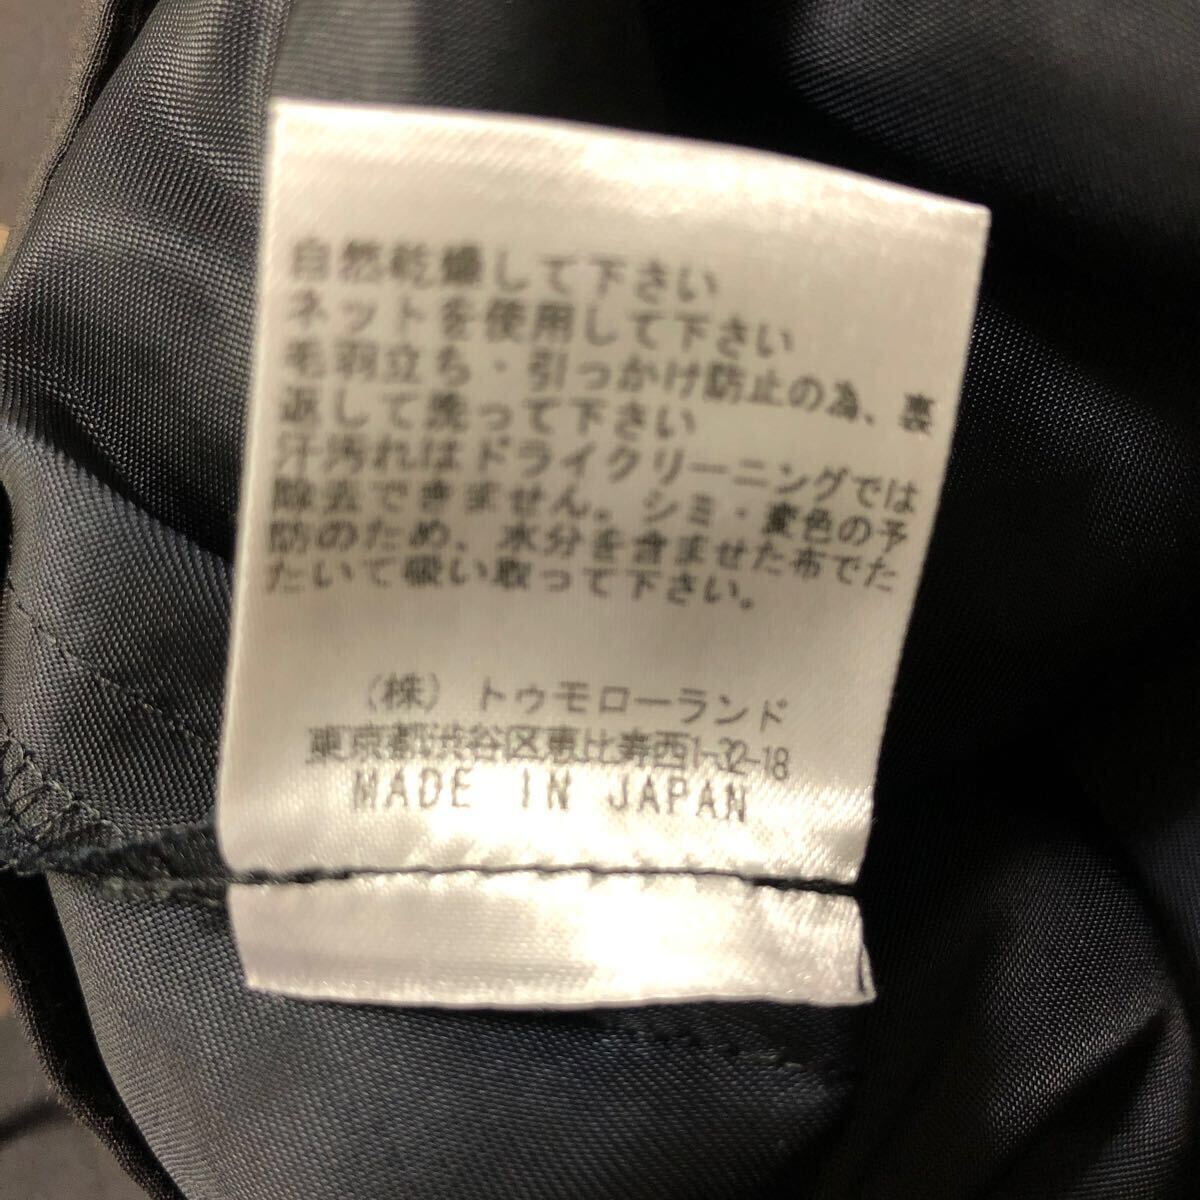 自然乾燥して下さい
ネットを使用して下さい
毛羽立ち・引っかけ防止の為、裏
返して洗って下さい
汗汚れはドライクリーニングでは
除去できません。シミ・変色の予
防のため、水分を含ませた布でた
たいて吸い取って下さい。
(株)トゥモローランド
東京都渋谷区恵比寿西1-32-18
MADE IN JAPAN